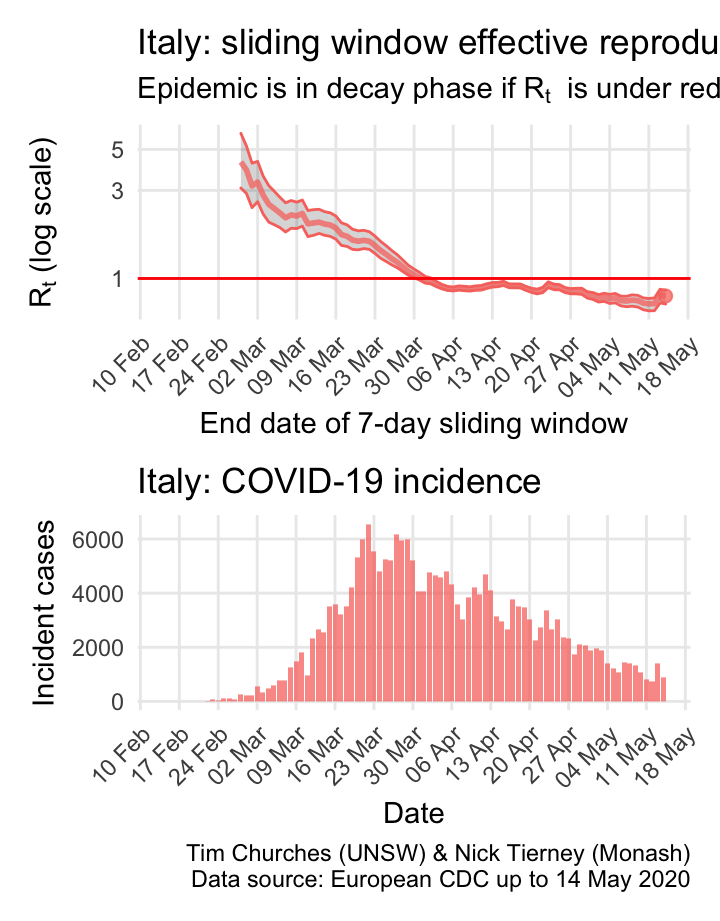 Italy: sliding window effective reprodu
Epidemic is in decay phase if Rt is under red
Rt (log scale)
5
3
1
10 Feb 17 Feb 24 Feb 02 Mar 09 Mar 16 Mar 23 Mar 30 Mar 06 Apr 13 Apr 20 Apr 27 Apr 04 May 11 May 18 May
End date of 7-day sliding window
Italy: COVID-19 incidence
Incident cases
6000
4000
2000
0
10 Feb 17 Feb 24 Feb 02 Mar 09 Mar 16 Mar 23 Mar 30 Mar 06 Apr 13 Apr 20 Apr 27 Apr 04 May 11 May 18 May
Date
Tim Churches (UNSW) & Nick Tierney (Monash)
Data source: European CDC up to 14 May 2020